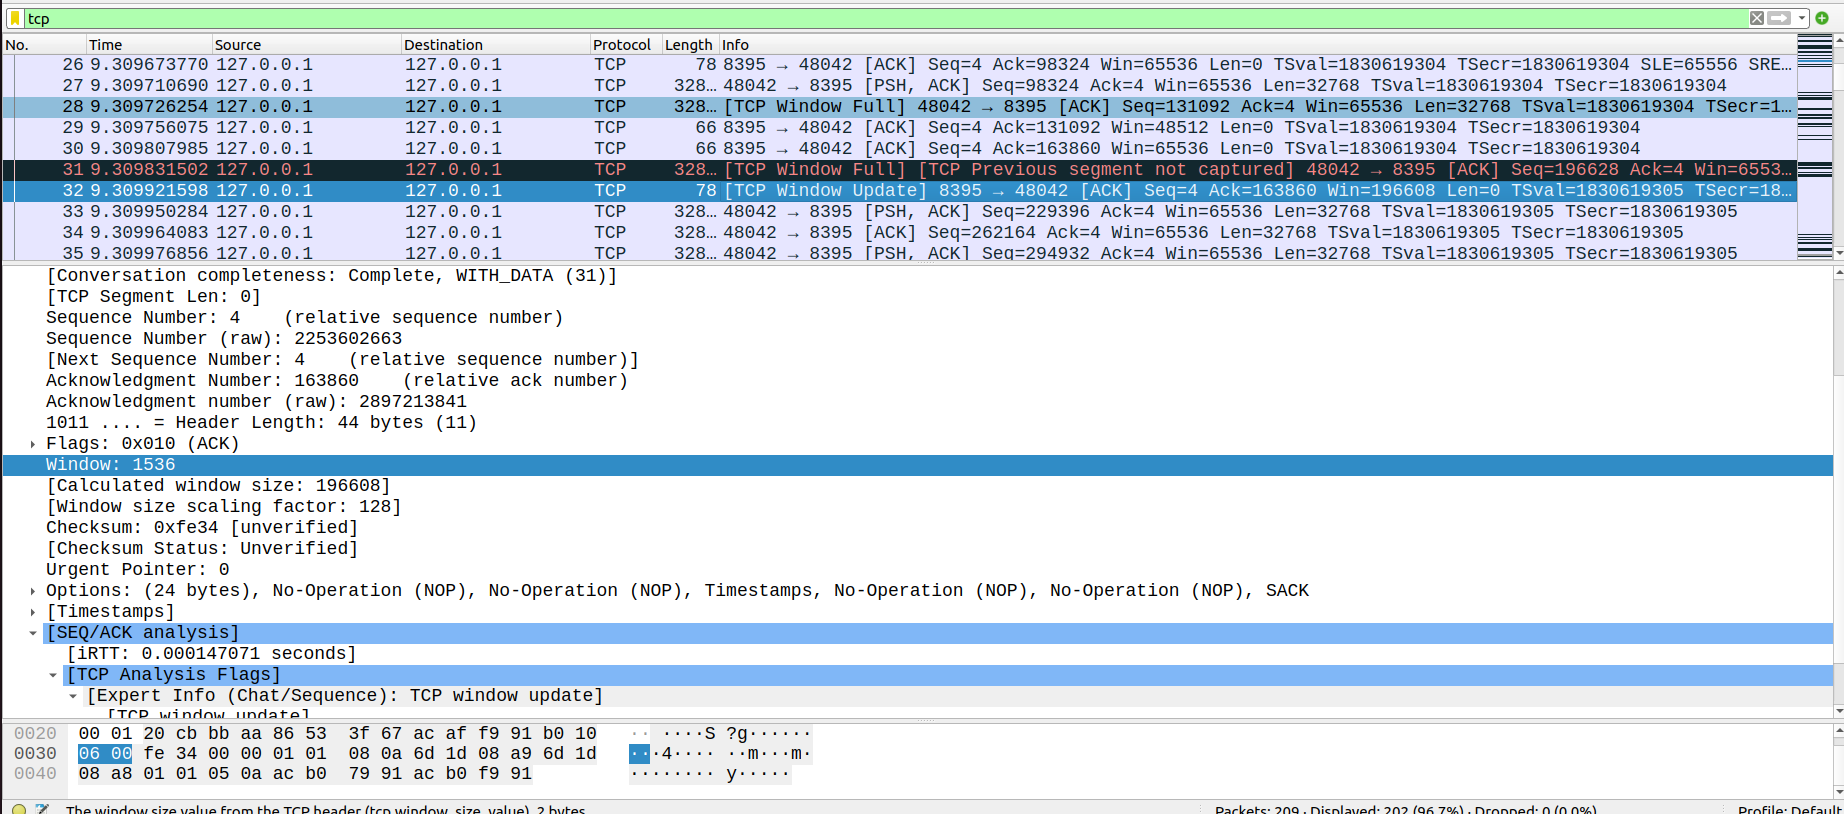 tcp
No. Time Source Destination Protocol Length Info
26 9.309673770 127.0.0.1 127.0.0.1 TCP 78 8395 → 48042 [ACK] Seq=4 Ack=98324 Win=65536 Len=0 TSval=1830619304 TSecr=1830619304 SLE=65556 SRE…
27 9.309710690 127.0.0.1 127.0.0.1 TCP 328… 48042 → 8395 [PSH, ACK] Seq=98324 Ack=4 Win=65536 Len=32768 TSval=1830619304 TSecr=1830619304
28 9.309726254 127.0.0.1 127.0.0.1 TCP 328… [TCP Window Full] 48042 → 8395 [ACK] Seq=131092 Ack=4 Win=65536 Len=32768 TSval=1830619304 TSecr=1…
29 9.309756075 127.0.0.1 127.0.0.1 TCP 66 8395 → 48042 [ACK] Seq=4 Ack=131092 Win=48512 Len=0 TSval=1830619304 TSecr=1830619304
30 9.309807985 127.0.0.1 127.0.0.1 TCP 66 8395 → 48042 [ACK] Seq=4 Ack=163860 Win=65536 Len=0 TSval=1830619304 TSecr=1830619304
31 9.309831502 127.0.0.1 127.0.0.1 TCP 328… [TCP Window Full] [TCP Previous segment not captured] 48042 → 8395 [ACK] Seq=196628 Ack=4 Win=6553…
32 9.309921598 127.0.0.1 127.0.0.1 TCP 78 [TCP Window Update] 8395 → 48042 [ACK] Seq=4 Ack=163860 Win=196608 Len=0 TSval=1830619305 TSecr=18…
33 9.309950284 127.0.0.1 127.0.0.1 TCP 328… 48042 → 8395 [PSH, ACK] Seq=229396 Ack=4 Win=65536 Len=32768 TSval=1830619305 TSecr=1830619305
34 9.309964083 127.0.0.1 127.0.0.1 TCP 328… 48042 → 8395 [ACK] Seq=262164 Ack=4 Win=65536 Len=32768 TSval=1830619305 TSecr=1830619305
35 9.309976856 127.0.0.1 127.0.0.1 TCP 328… 48042 → 8395 [PSH, ACK] Seq=294932 Ack=4 Win=65536 Len=32768 TSval=1830619305 TSecr=1830619305
[Conversation completeness: Complete, WITH_DATA (31)]
[TCP Segment Len: 0]
Sequence Number: 4    (relative sequence number)
Sequence Number (raw): 2253602663
[Next Sequence Number: 4    (relative sequence number)]
Acknowledgment Number: 163860    (relative ack number)
Acknowledgment number (raw): 2897213841
1011 .... = Header Length: 44 bytes (11)
Flags: 0x010 (ACK)
Window: 1536
[Calculated window size: 196608]
[Window size scaling factor: 128]
Checksum: 0xfe34 [unverified]
[Checksum Status: Unverified]
Urgent Pointer: 0
Options: (24 bytes), No-Operation (NOP), No-Operation (NOP), Timestamps, No-Operation (NOP), No-Operation (NOP), SACK
[Timestamps]
[SEQ/ACK analysis]
[iRTT: 0.000147071 seconds]
[TCP Analysis Flags]
[Expert Info (Chat/Sequence): TCP window update]
[TCP window update]
0020 00 01 20 cb bb aa 86 53 3f 67 ac af f9 91 b0 10 ·· ····S ?g······
0030 06 00 fe 34 00 00 01 01 08 0a 6d 1d 08 a9 6d 1d ···4···· ··m···m·
0040 08 a8 01 01 05 0a ac b0 79 91 ac b0 f9 91 ········ y·····
The window size value from the TCP header (tcp.window_size_value), 2 bytes Packets: 209 · Displayed: 202 (96.7%) · Dropped: 0 (0.0%) Profile: Default